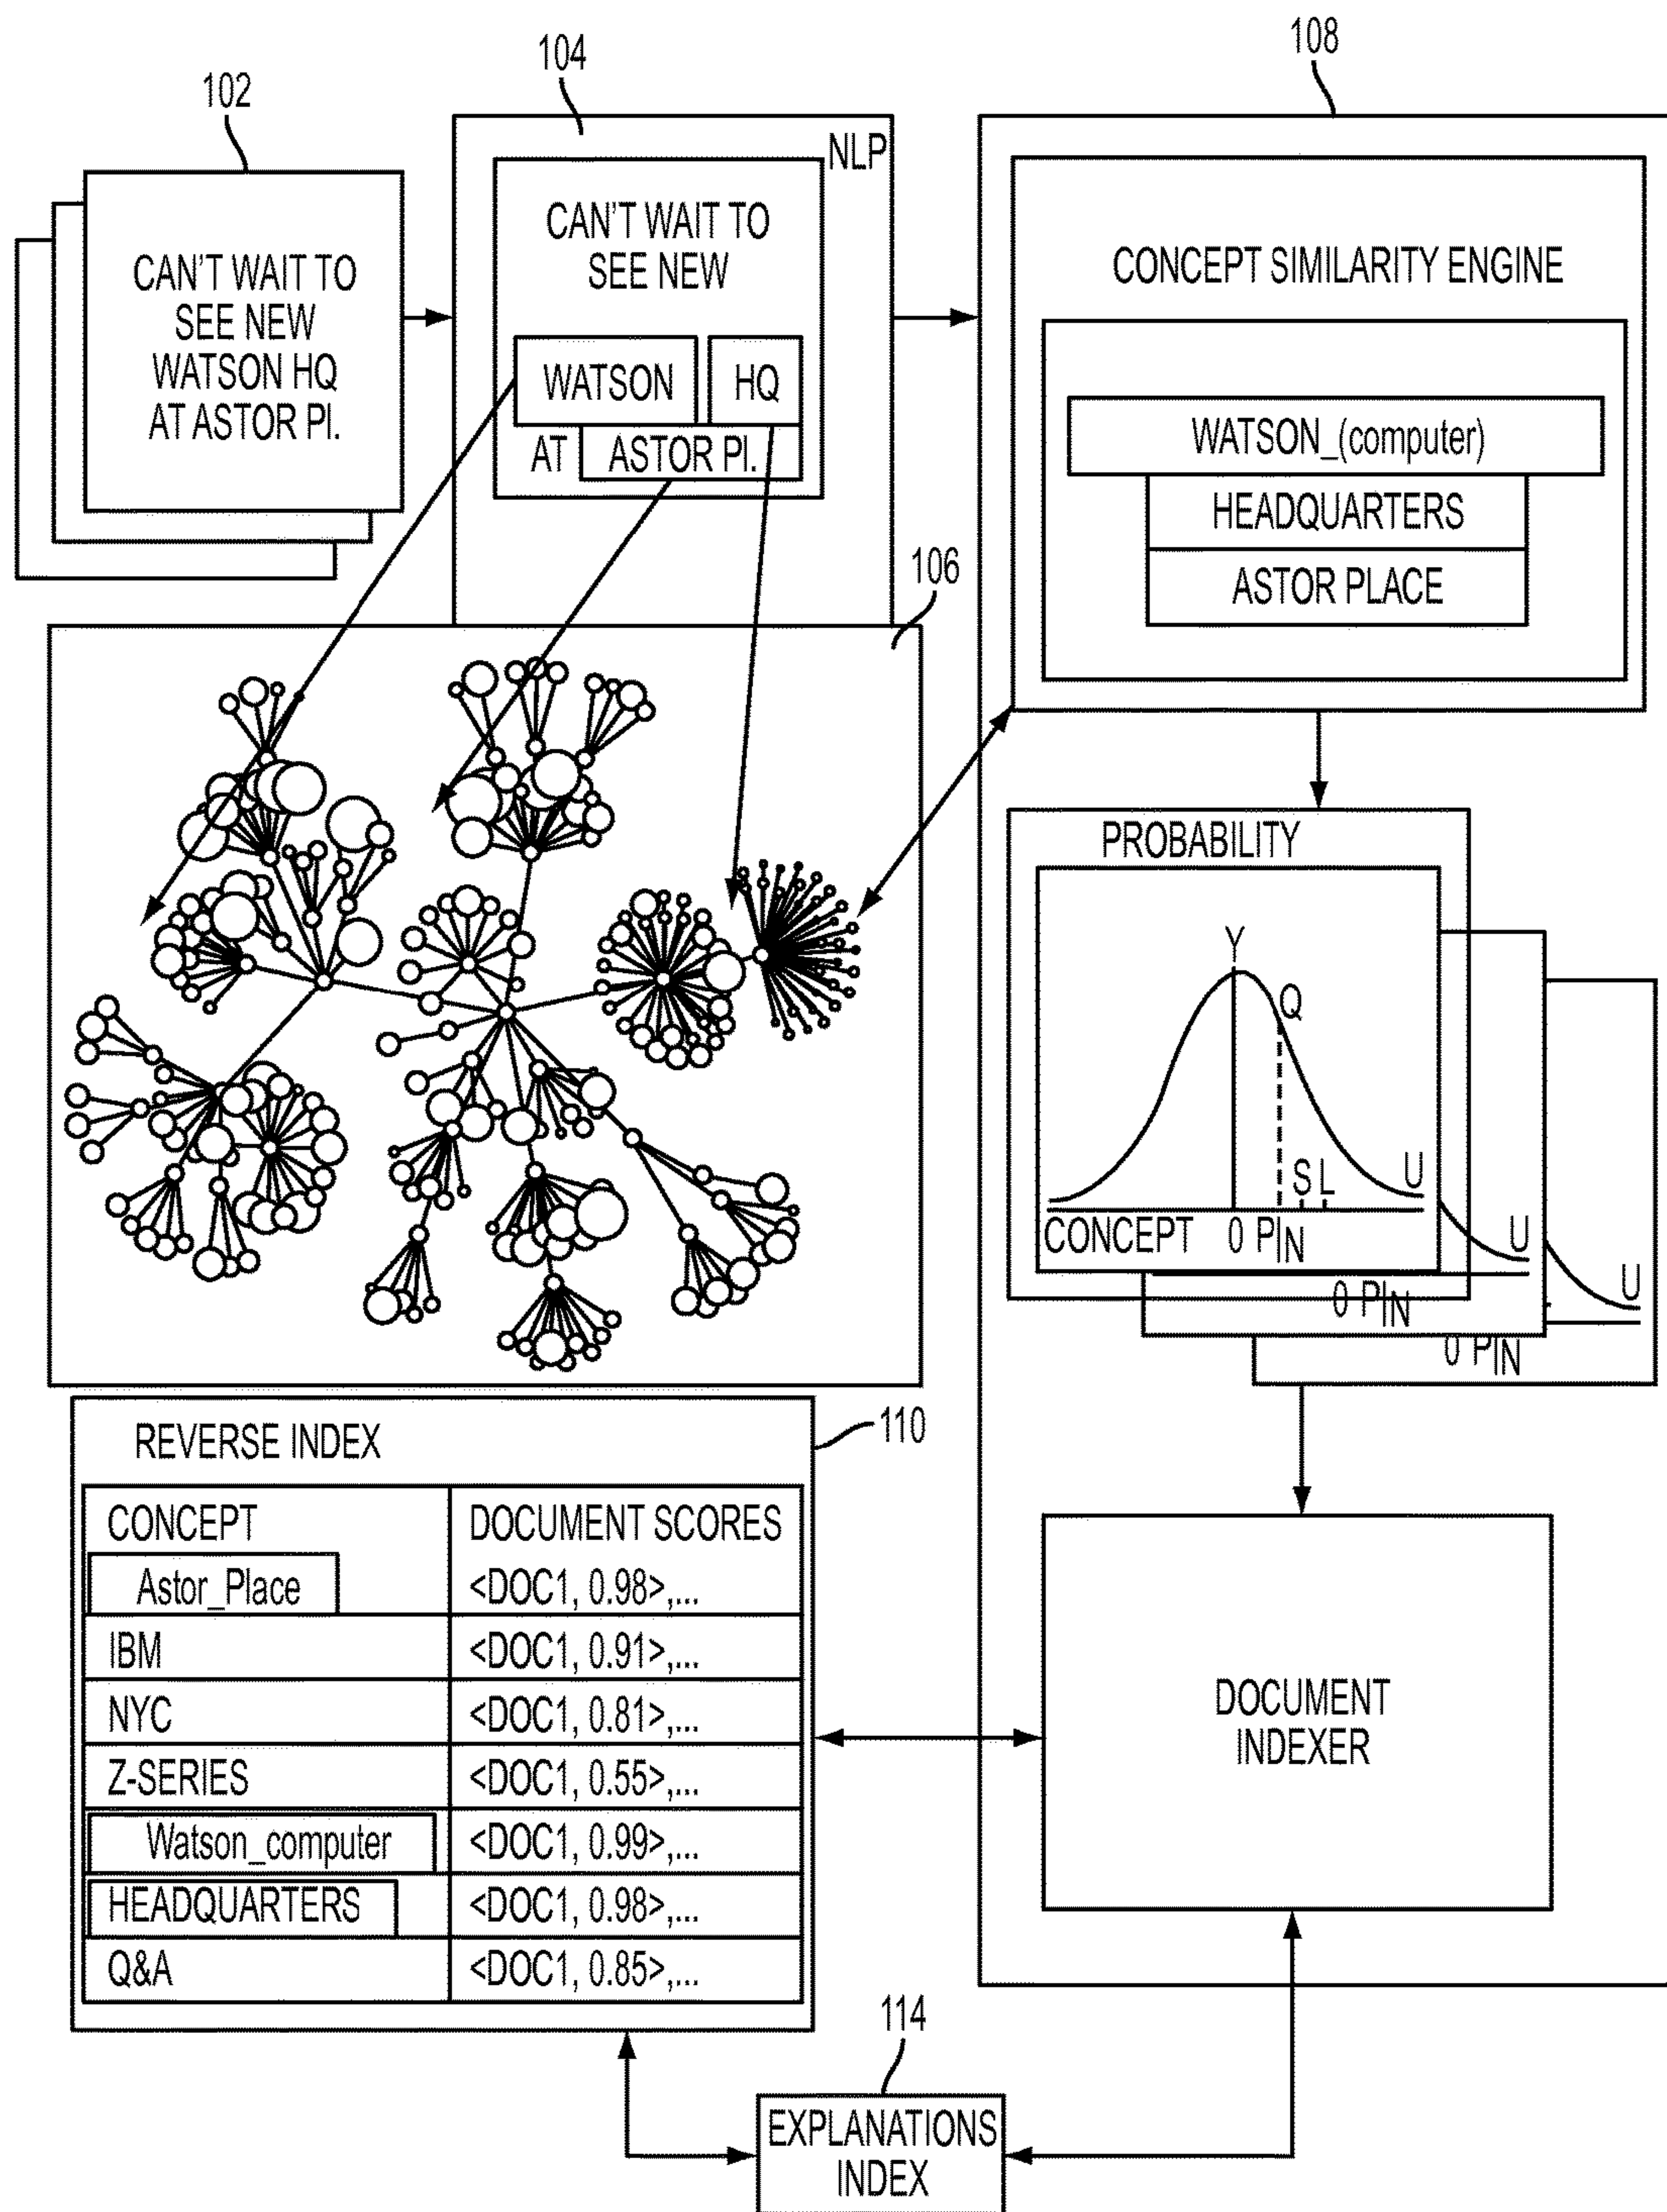 102
CAN'T WAIT TO
SEE NEW
WATSON HQ
AT ASTOR Pl.
104
NLP
CAN'T WAIT TO
SEE NEW
WATSON HQ
AT ASTOR Pl.
106
108
CONCEPT SIMILARITY ENGINE
WATSON_(computer)
HEADQUARTERS
ASTOR PLACE
PROBABILITY
Y
Q
S L U
CONCEPT 0 PIN
U
0 PIN
U
0 PIN
REVERSE INDEX
110
CONCEPT DOCUMENT SCORES
Astor_Place <DOC1, 0.98>,...
IBM <DOC1, 0.91>,...
NYC <DOC1, 0.81>,...
Z-SERIES <DOC1, 0.55>,...
Watson_computer <DOC1, 0.99>,...
HEADQUARTERS <DOC1, 0.98>,...
Q&A <DOC1, 0.85>,...
DOCUMENT
INDEXER
114
EXPLANATIONS
INDEX